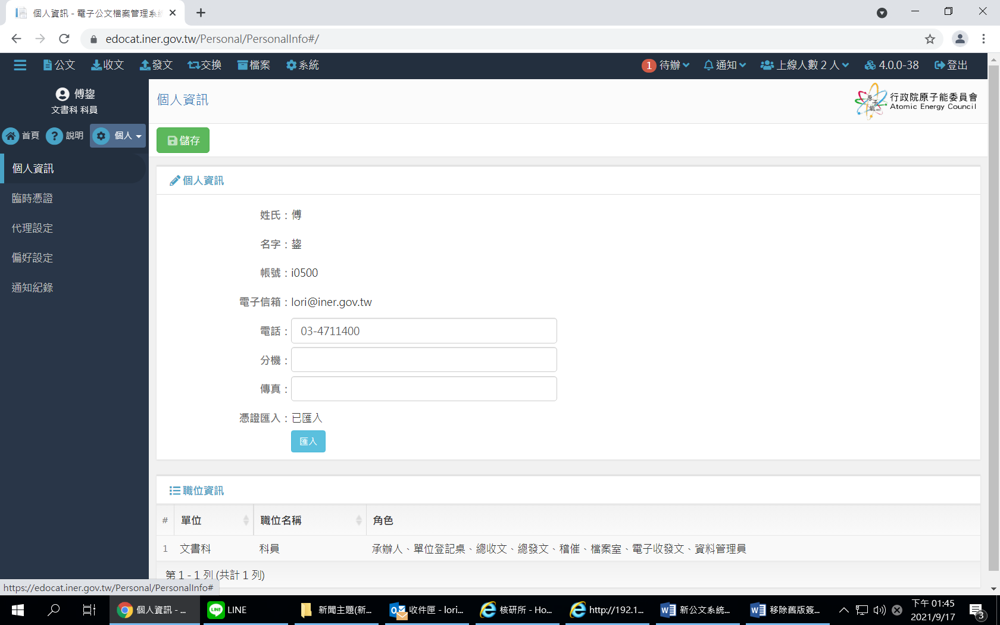 個人資訊 - 電子公文檔案管理系統
edocat.iner.gov.tw/Personal/PersonalInfo#/
公文 收文 發文 交換 檔案 系統 1 待辦 通知 上線人數 2 人 4.0.0-38 登出
傅鋆
文書科 科員
首頁 說明 個人
個人資訊
臨時憑證
代理設定
偏好設定
通知紀錄
個人資訊
行政院原子能委員會
Atomic Energy Council
儲存
個人資訊
姓氏：傅
名字：鋆
帳號：i0500
電子信箱：lori@iner.gov.tw
電話：03-4711400
分機：
傳真：
憑證匯入：已匯入
匯入
職位資訊
# 單位 職位名稱 角色
1 文書科 科員 承辦人、單位登記桌、總收文、總發文、稽催、檔案室、電子收發文、資料管理員
第 1 - 1 列 (共計 1 列)
https://edocat.iner.gov.tw/Personal/PersonalInfo#
個人資訊 - ... LINE 新聞主題(新... 收件匣 - lori... 核研所 - Ho... http://192.1... 新公文系統... 移除舊版簽...
下午 01:45
2021/9/17
3